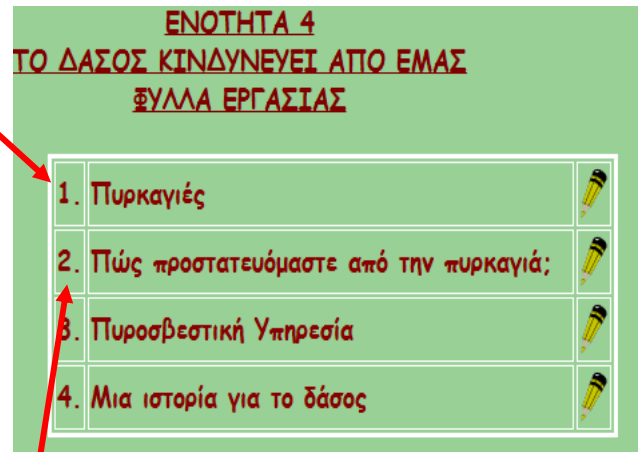 ΕΝΟΤΗΤΑ 4
ΤΟ ΔΑΣΟΣ ΚΙΝΔΥΝΕΥΕΙ ΑΠΟ ΕΜΑΣ
ΦΥΛΛΑ ΕΡΓΑΣΙΑΣ
1. Πυρκαγιές
2. Πώς προστατευόμαστε από την πυρκαγιά;
3. Πυροσβεστική Υπηρεσία
4. Μια ιστορία για το δάσος